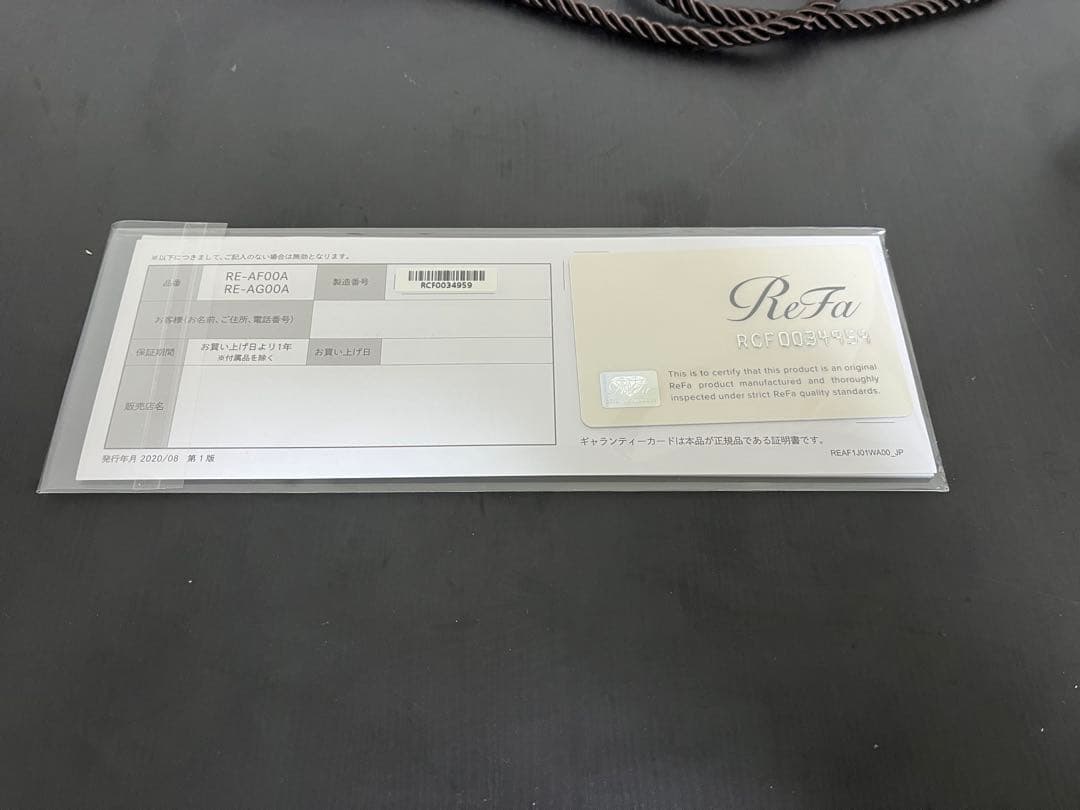 ※以下につきまして、ご記入のない場合は無効となります。
品番
RE-AF00A
RE-AG00A
製造番号
RCF0034959
お客様(お名前、ご住所、電話番号)
保証期間
お買い上げ日より1年
※付属品を除く
お買い上げ日
販売店名
発行年月 2020/08 第1版
ReFa
RCF0034959
This is to certify that this product is an original
ReFa product manufactured and thoroughly
inspected under strict ReFa quality standards.
ギャランティーカードは本品が正規品である証明書です。
REAF1J01WA00_JP